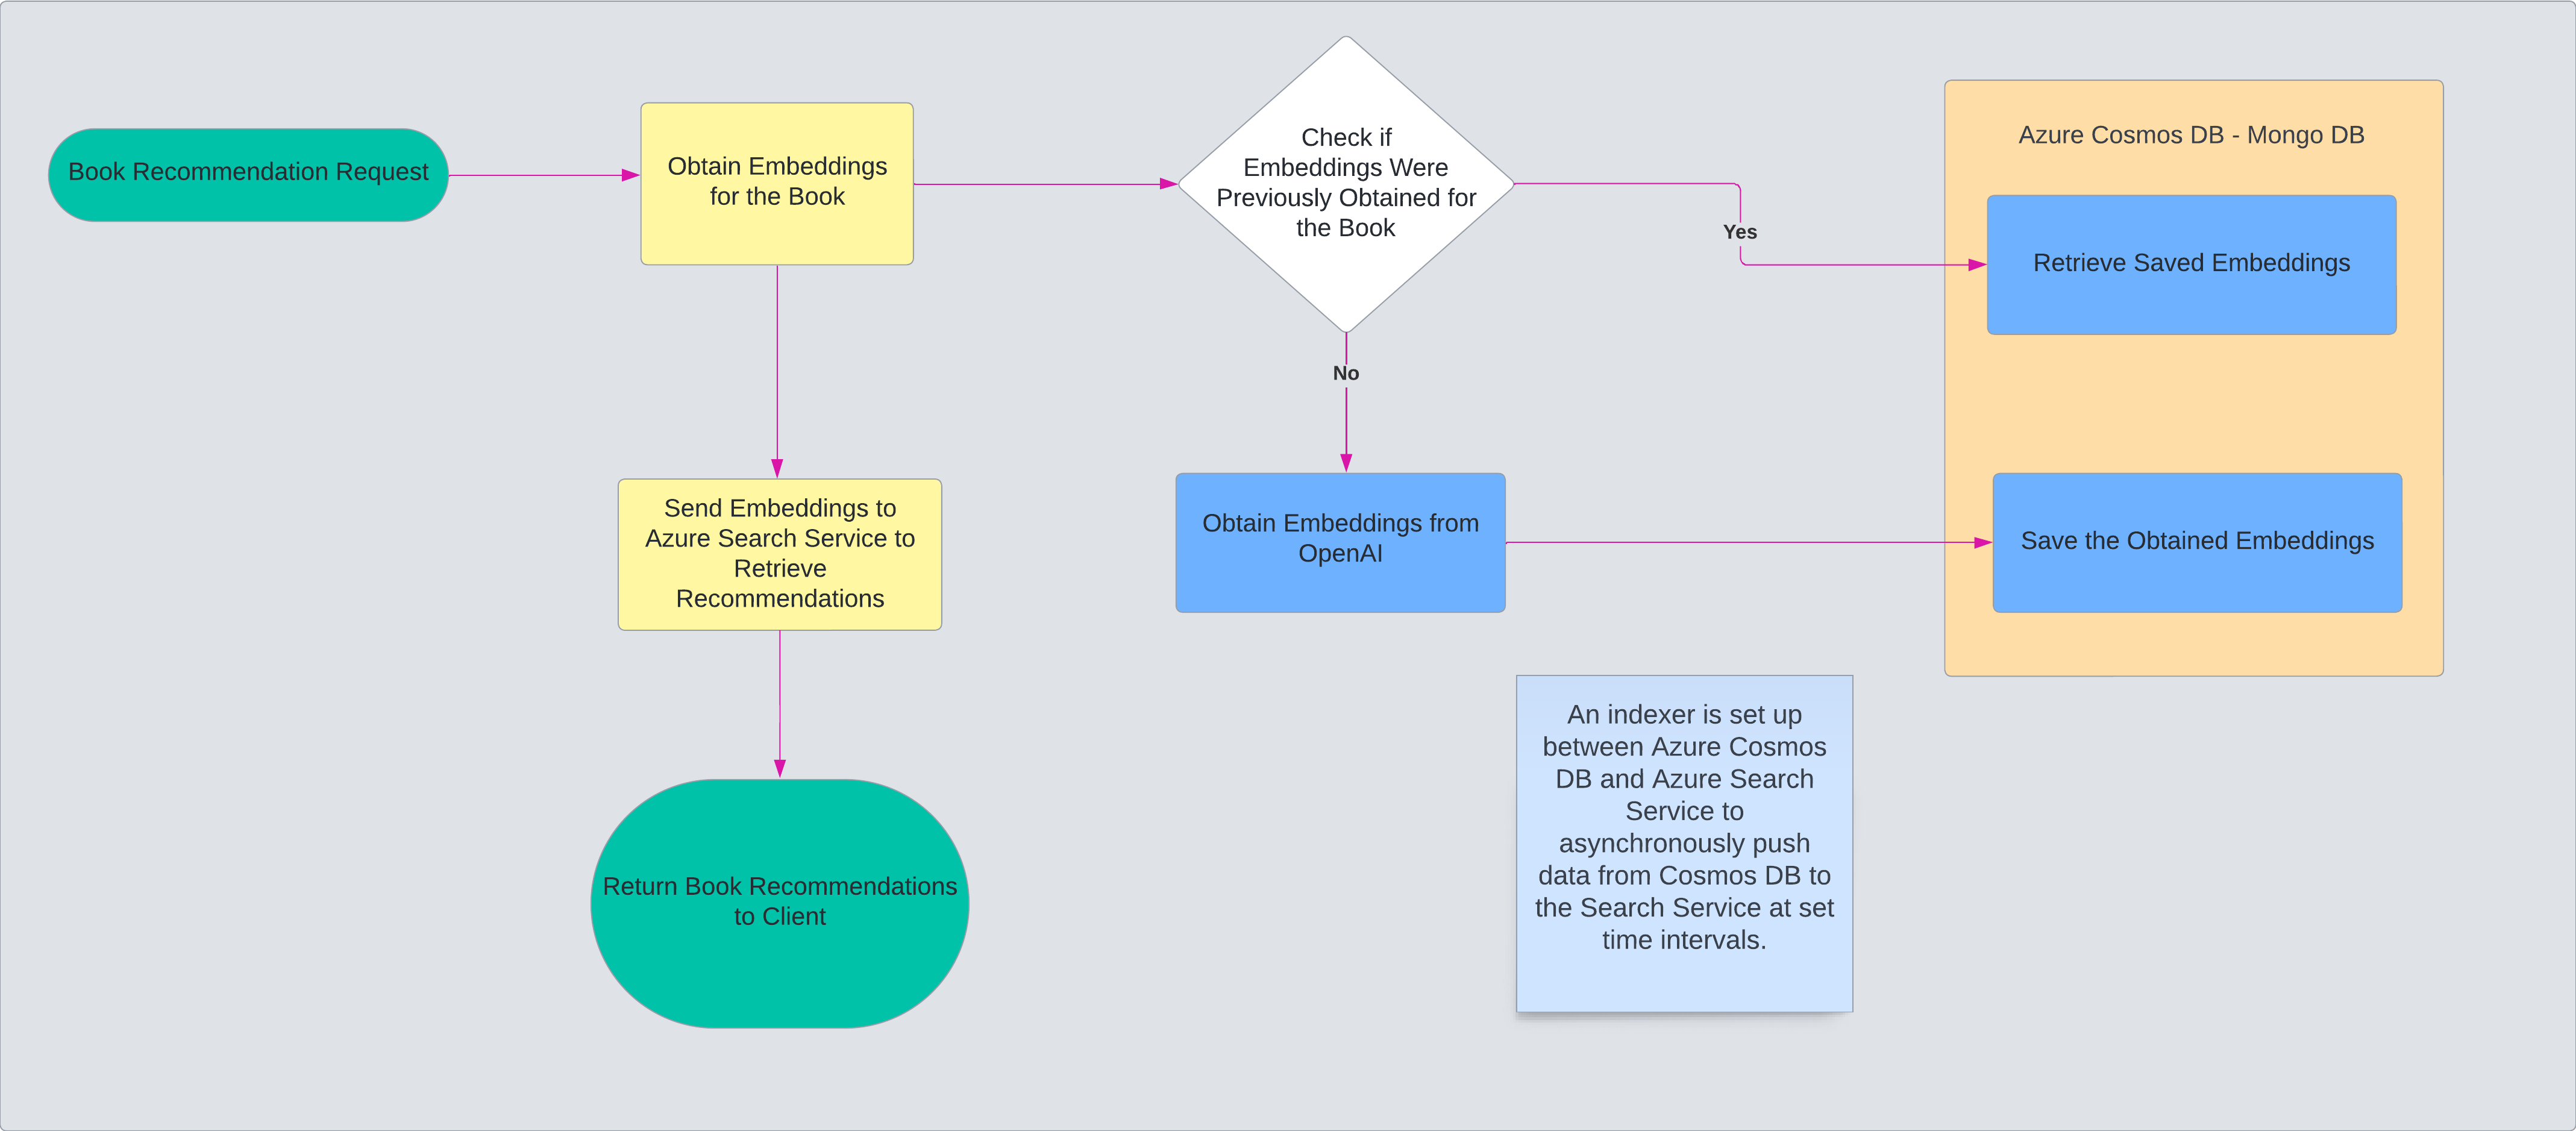 Book Recommendation Request
Obtain Embeddings
for the Book
Check if
Embeddings Were
Previously Obtained for
the Book
Yes
Azure Cosmos DB - Mongo DB
Retrieve Saved Embeddings
No
Send Embeddings to
Azure Search Service to
Retrieve
Recommendations
Obtain Embeddings from
OpenAI
Save the Obtained Embeddings
Return Book Recommendations
to Client
An indexer is set up
between Azure Cosmos
DB and Azure Search
Service to
asynchronously push
data from Cosmos DB to
the Search Service at set
time intervals.